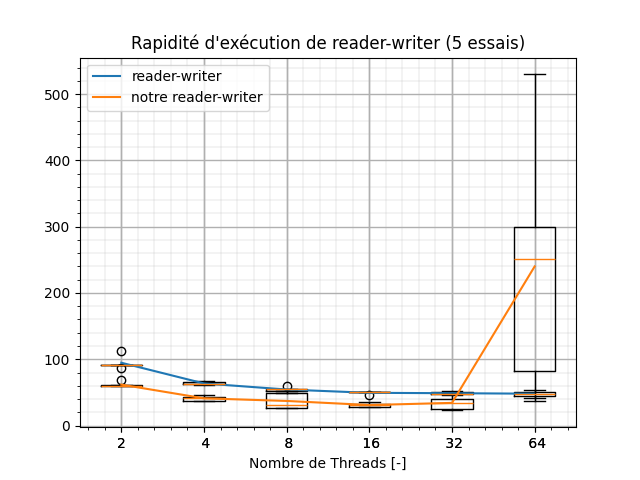 Rapidité d'exécution de reader-writer (5 essais)
reader-writer
notre reader-writer
500
400
300
200
100
0
2 4 8 16 32 64
Nombre de Threads [-]